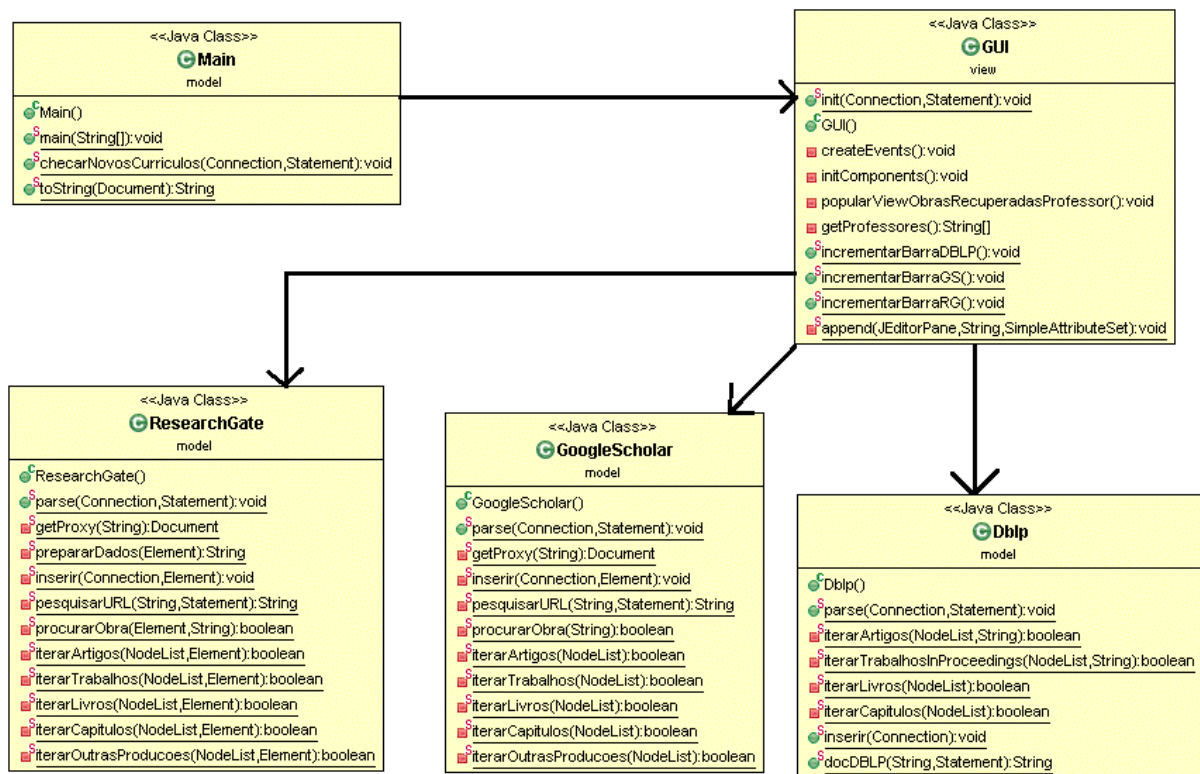 <<Java Class>>
Main
model
Main()
main(String[]):void
checarNovosCurriculos(Connection,Statement):void
toString(Document):String
<<Java Class>>
GUI
view
init(Connection,Statement):void
GUI()
createEvents():void
initComponents():void
popularViewObrasRecuperadasProfessor():void
getProfessores():String[]
incrementarBarraDBLP():void
incrementarBarraGS():void
incrementarBarraRG():void
append(JEditorPane,String,SimpleAttributeSet):void
<<Java Class>>
ResearchGate
model
ResearchGate()
parse(Connection,Statement):void
getProxy(String):Document
prepararDados(Element):String
inserir(Connection,Element):void
pesquisarURL(String,Statement):String
procurarObra(Element,String):boolean
iterarArtigos(NodeList,Element):boolean
iterarTrabalhos(NodeList,Element):boolean
iterarLivros(NodeList,Element):boolean
iterarCapitulos(NodeList,Element):boolean
iterarOutrasProducoes(NodeList,Element):boolean
<<Java Class>>
GoogleScholar
model
GoogleScholar()
parse(Connection,Statement):void
getProxy(String):Document
inserir(Connection,Element):void
pesquisarURL(String,Statement):String
procurarObra(String):boolean
iterarArtigos(NodeList):boolean
iterarTrabalhos(NodeList):boolean
iterarLivros(NodeList):boolean
iterarCapitulos(NodeList):boolean
iterarOutrasProducoes(NodeList):boolean
<<Java Class>>
Dblp
model
Dblp()
parse(Connection,Statement):void
iterarArtigos(NodeList,String):boolean
iterarTrabalhosInProceedings(NodeList,String):boolean
iterarLivros(NodeList):boolean
iterarCapitulos(NodeList):boolean
inserir(Connection):void
docDBLP(String,Statement):String